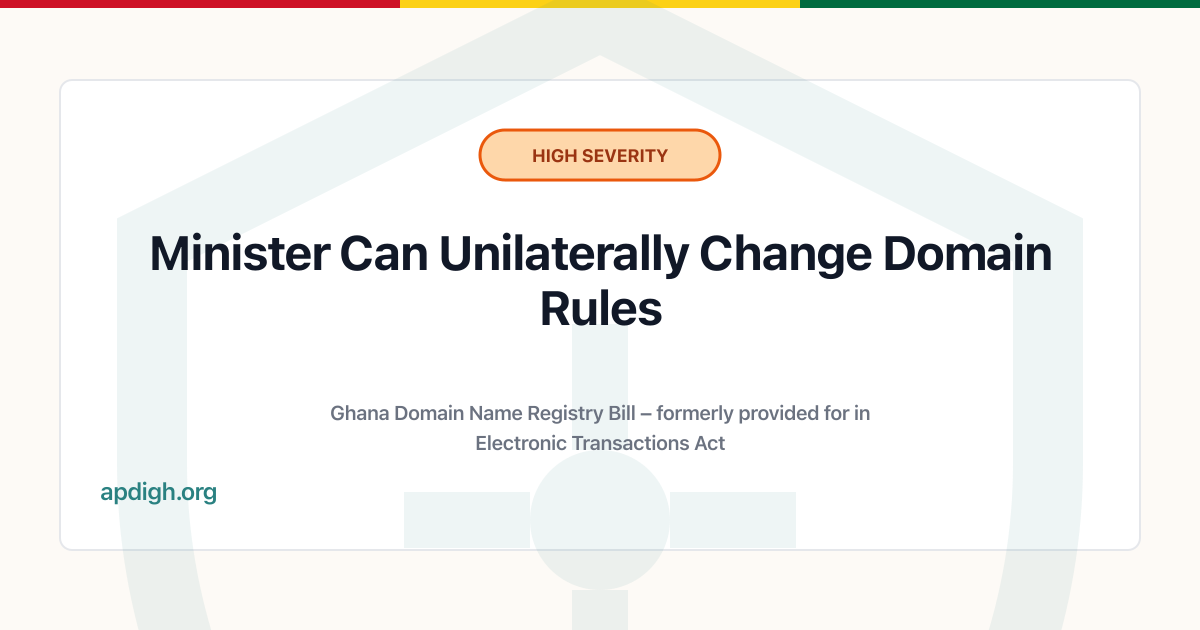 HIGH SEVERITY
Minister Can Unilaterally Change Domain
Rules
Ghana Domain Name Registry Bill – formerly provided for in
Electronic Transactions Act
apdigh.org